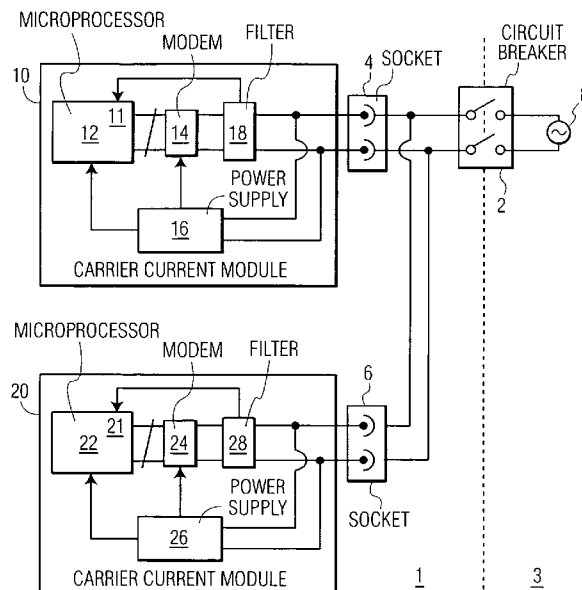 MICROPROCESSOR
MODEM
FILTER
10
11
12
14
18
POWER
SUPPLY
16
CARRIER CURRENT MODULE
4
SOCKET
CIRCUIT
BREAKER
2
MICROPROCESSOR
MODEM
FILTER
20
21
22
24
28
POWER
SUPPLY
26
CARRIER CURRENT MODULE
6
SOCKET
1
3